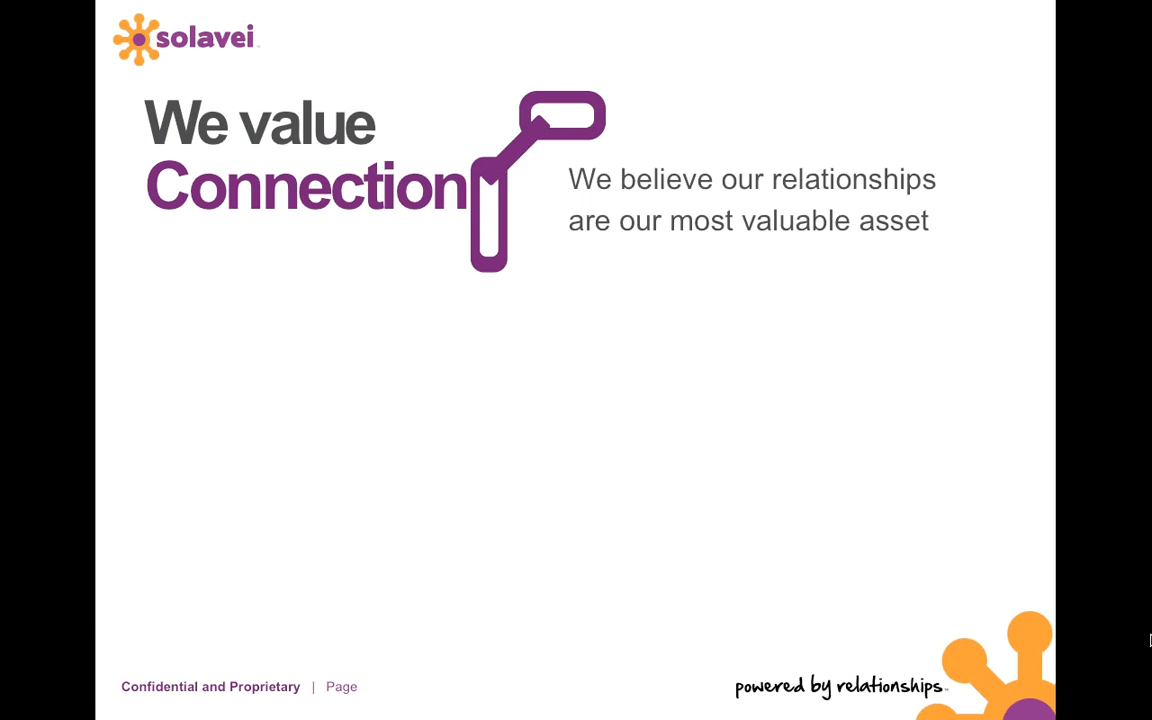 solavei
We value
Connection
We believe our relationships
are our most valuable asset
Confidential and Proprietary | Page
powered by relationships